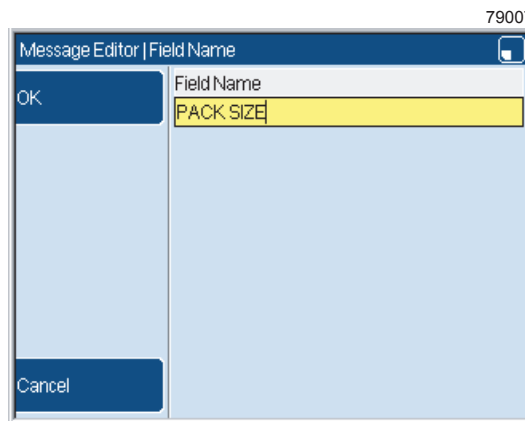 7900
Message Editor | Field Name
OK
Field Name
PACK SIZE
Cancel